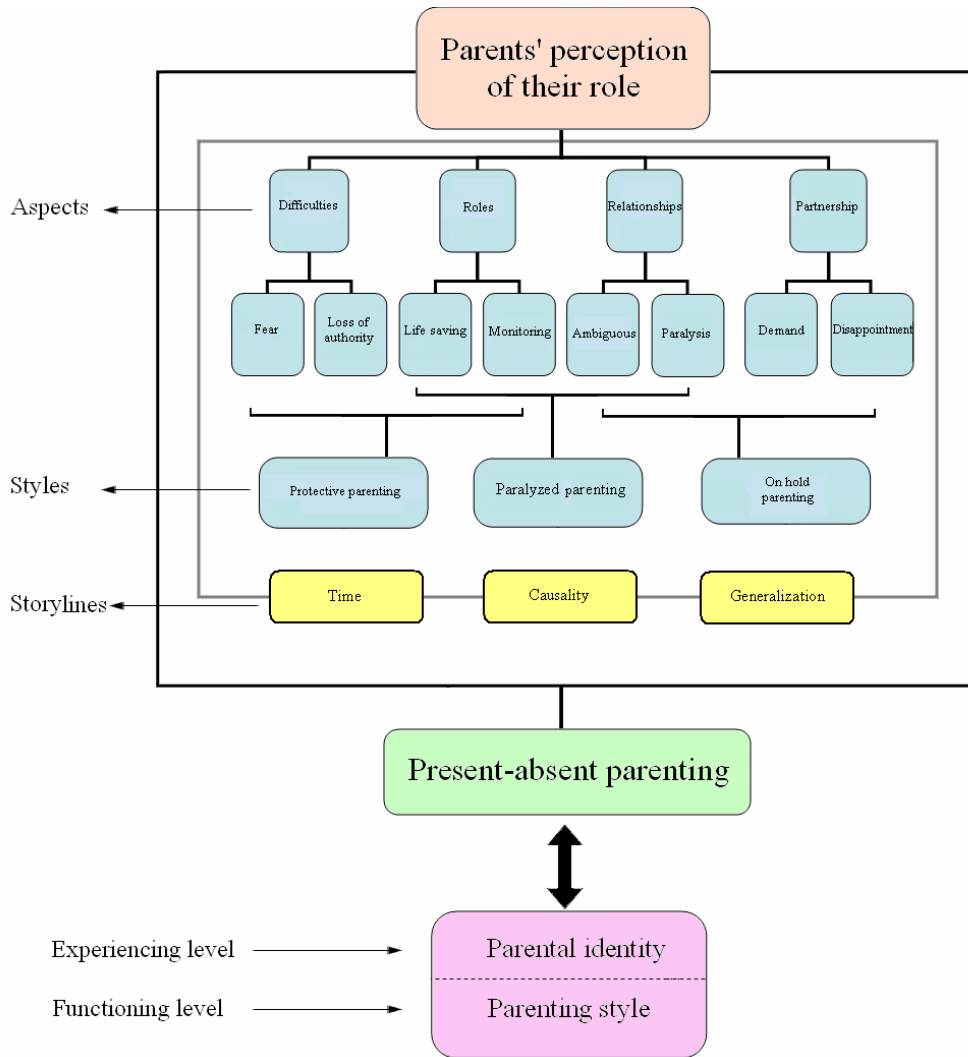 Parents' perception
of their role
Aspects
Difficulties
Roles
Relationships
Partnership
Fear
Loss of
authority
Life saving
Monitoring
Ambiguous
Paralysis
Demand
Disappointment
Styles
Protective parenting
Paralyzed parenting
On hold
parenting
Storylines
Time
Causality
Generalization
Present-absent parenting
Experiencing level
Parental identity
Functioning level
Parenting style